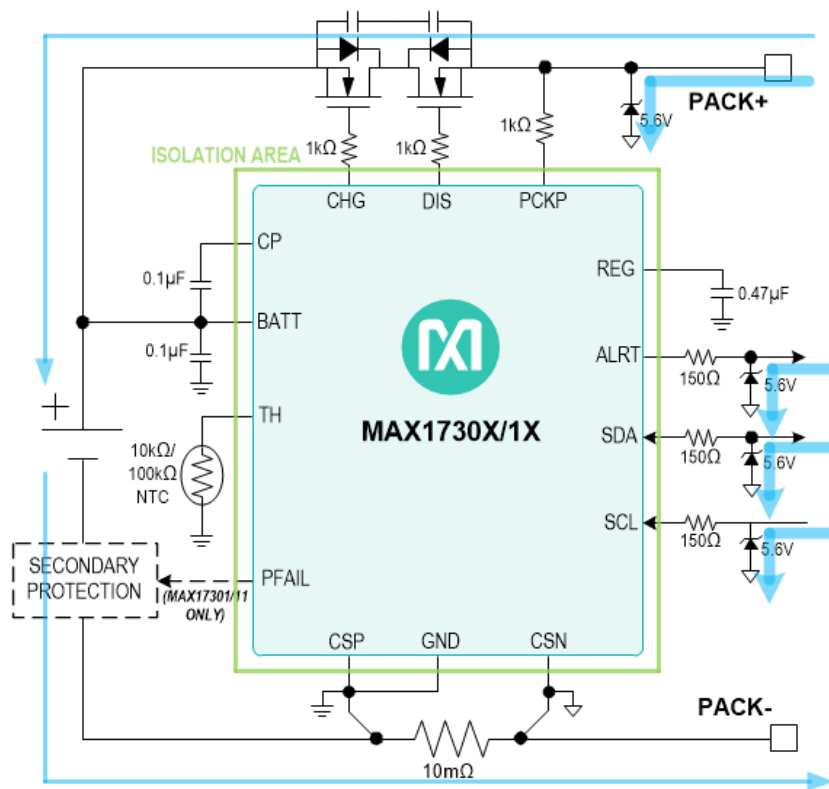 PACK+
5.6V
1kΩ
1kΩ
1kΩ
ISOLATION AREA
CHG
DIS
PCKP
CP
0.1µF
BATT
0.1µF
REG
0.47µF
ALRT
150Ω
5.6V
TH
10kΩ/
100kΩ
NTC
MAX1730X/1X
SDA
150Ω
5.6V
SCL
150Ω
5.6V
+
SECONDARY
PROTECTION
PFAIL
(MAX17301/11
ONLY)
CSP
GND
CSN
PACK-
10mΩ